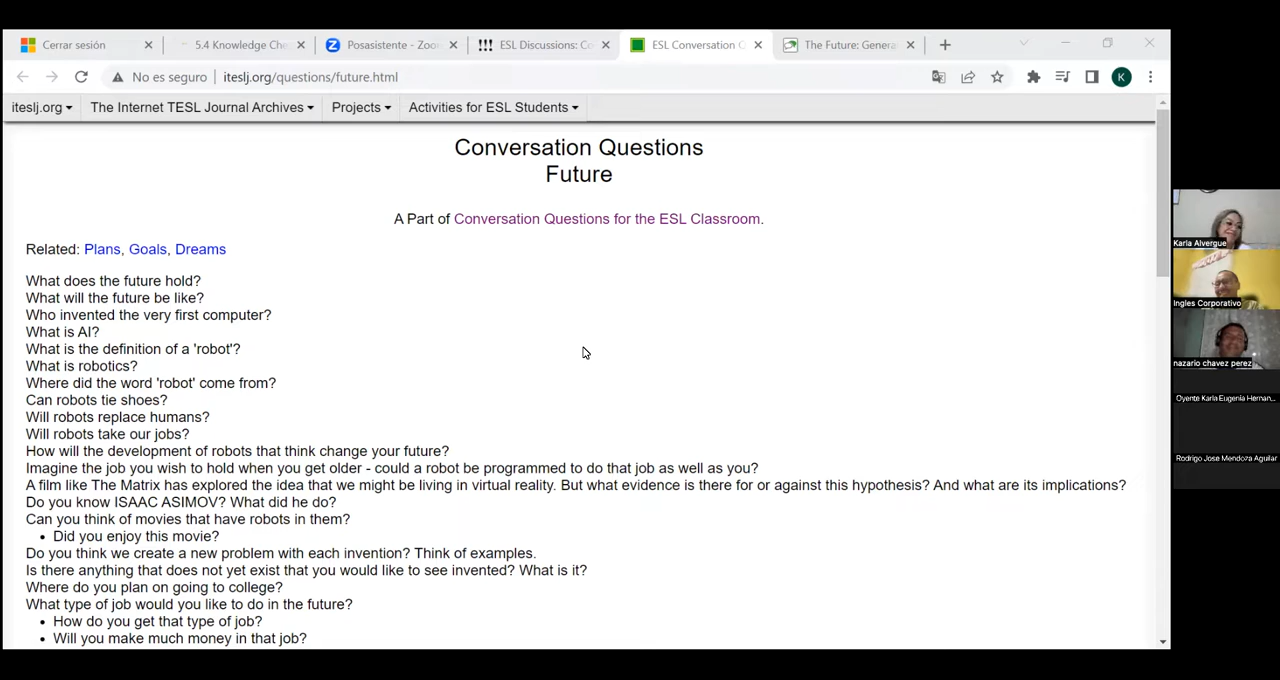 Cerrar sesión
5.4 Knowledge Che
Posasistente - Zoo
ESL Discussions: Co
ESL Conversation Q
The Future: Genera
No es seguro
iteslj.org/questions/future.html
K
iteslj.org
The Internet TESL Journal Archives
Projects
Activities for ESL Students
Conversation Questions
Future
A Part of Conversation Questions for the ESL Classroom.
Related: Plans, Goals, Dreams
What does the future hold?
What will the future be like?
Who invented the very first computer?
What is AI?
What is the definition of a 'robot'?
What is robotics?
Where did the word 'robot' come from?
Can robots tie shoes?
Will robots replace humans?
Will robots take our jobs?
How will the development of robots that think change your future?
Imagine the job you wish to hold when you get older - could a robot be programmed to do that job as well as you?
A film like The Matrix has explored the idea that we might be living in virtual reality. But what evidence is there for or against this hypothesis? And what are its implications?
Do you know ISAAC ASIMOV? What did he do?
Can you think of movies that have robots in them?
• Did you enjoy this movie?
Do you think we create a new problem with each invention? Think of examples.
Is there anything that does not yet exist that you would like to see invented? What is it?
Where do you plan on going to college?
What type of job would you like to do in the future?
• How do you get that type of job?
• Will you make much money in that job?
Karla Alvergue
Ingles Corporativo
nazario chavez perez
Oyente Karla Eugenia Hernan...
Rodrigo Jose Mendoza Aguilar